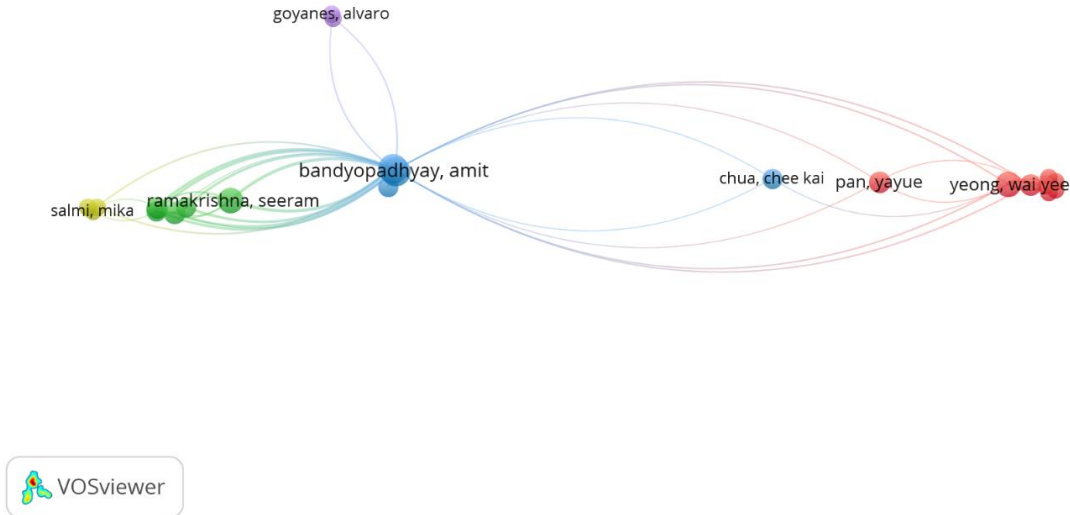 goyanes, alvaro
bandyopadhyay, amit
chua, chee kai
pan, yayue
yeong, wai yee
ramakrishna, seeram
salmi, mika
VOSviewer